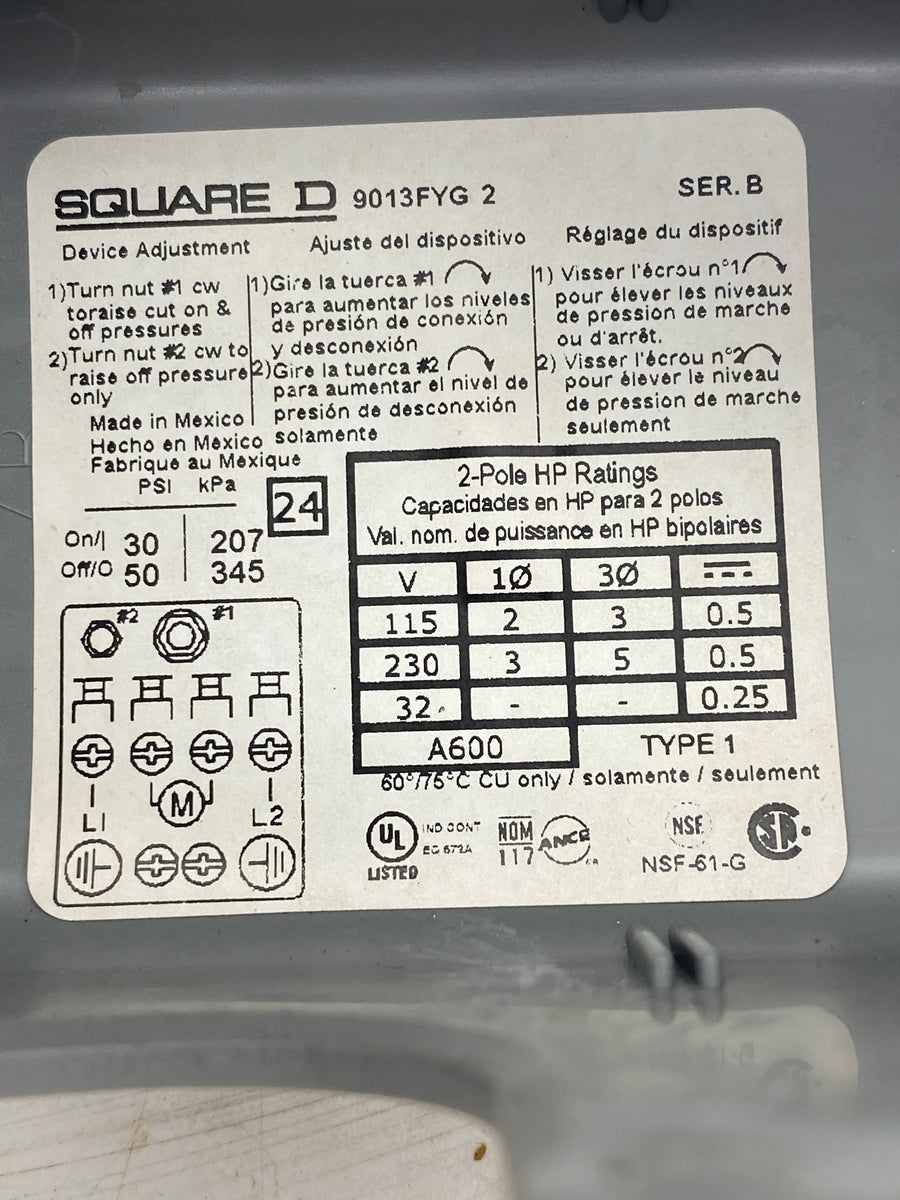 SQUARE D 9013FYG 2 SER. B
Device Adjustment
1)Turn nut #1 cw
toraise cut on &
off pressures
2)Turn nut #2 cw to
raise off pressure
only
Made in Mexico
Hecho en Mexico
Fabrique au Mexique
Ajuste del dispositivo
1)Gire la tuerca #1
para aumentar los niveles
de presión de conexión
y desconexión
2)Gire la tuerca #2
para aumentar el nivel de
presión de desconexión
solamente
Réglage du dispositif
1) Visser l'écrou n°1
pour élever les niveaux
de pression de marche
ou d'arrêt.
2) Visser l'écrou n°2
pour élever le niveau
de pression de marche
seulement
PSI kPa
24
On/I 30 207
Off/O 50 345
#2 #1
M
L1 L2
2-Pole HP Ratings
Capacidades en HP para 2 polos
Val. nom. de puissance en HP bipolaires
V 1Ø 3Ø
115 2 3 0.5
230 3 5 0.5
32 - - 0.25
A600 TYPE 1
60°/75°C CU only / solamente / seulement
UL IND CONT
EC 672A
LISTED
NOM
117
ANCE
NSF.
NSF-61-G
SA